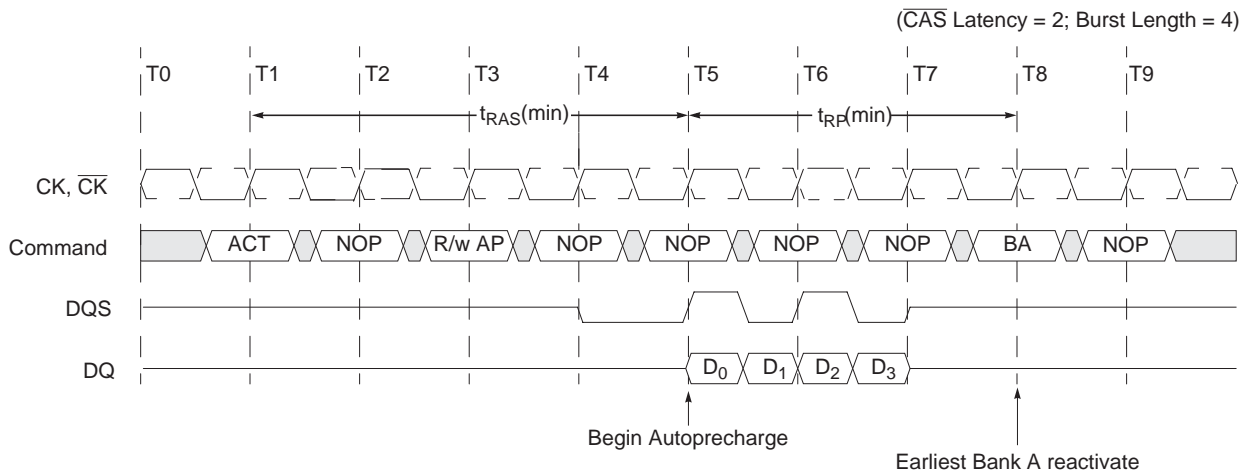 (CAS Latency = 2; Burst Length = 4)
T0 T1 T2 T3 T4 T5 T6 T7 T8 T9
tRAS(min) tRP(min)
CK, CK
Command ACT NOP R/w AP NOP NOP NOP NOP BA NOP
DQS
DQ D0 D1 D2 D3
Begin Autoprecharge
Earliest Bank A reactivate